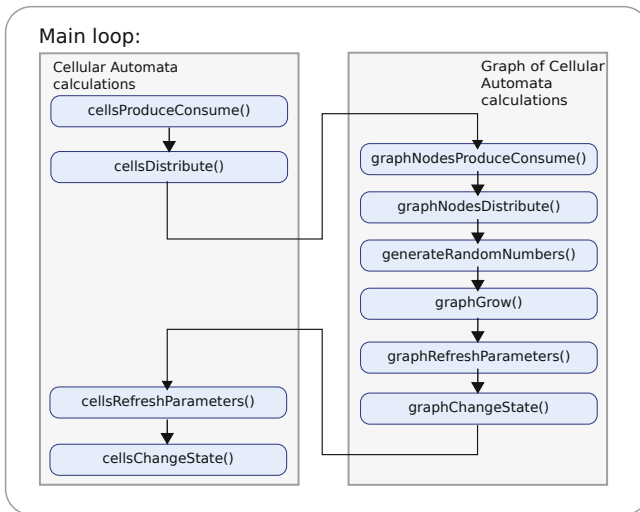 Main loop:
Cellular Automata
calculations
cellsProduceConsume()
cellsDistribute()
Graph of Cellular
Automata
calculations
graphNodesProduceConsume()
graphNodesDistribute()
generateRandomNumbers()
graphGrow()
graphRefreshParameters()
graphChangeState()
cellsRefreshParameters()
cellsChangeState()